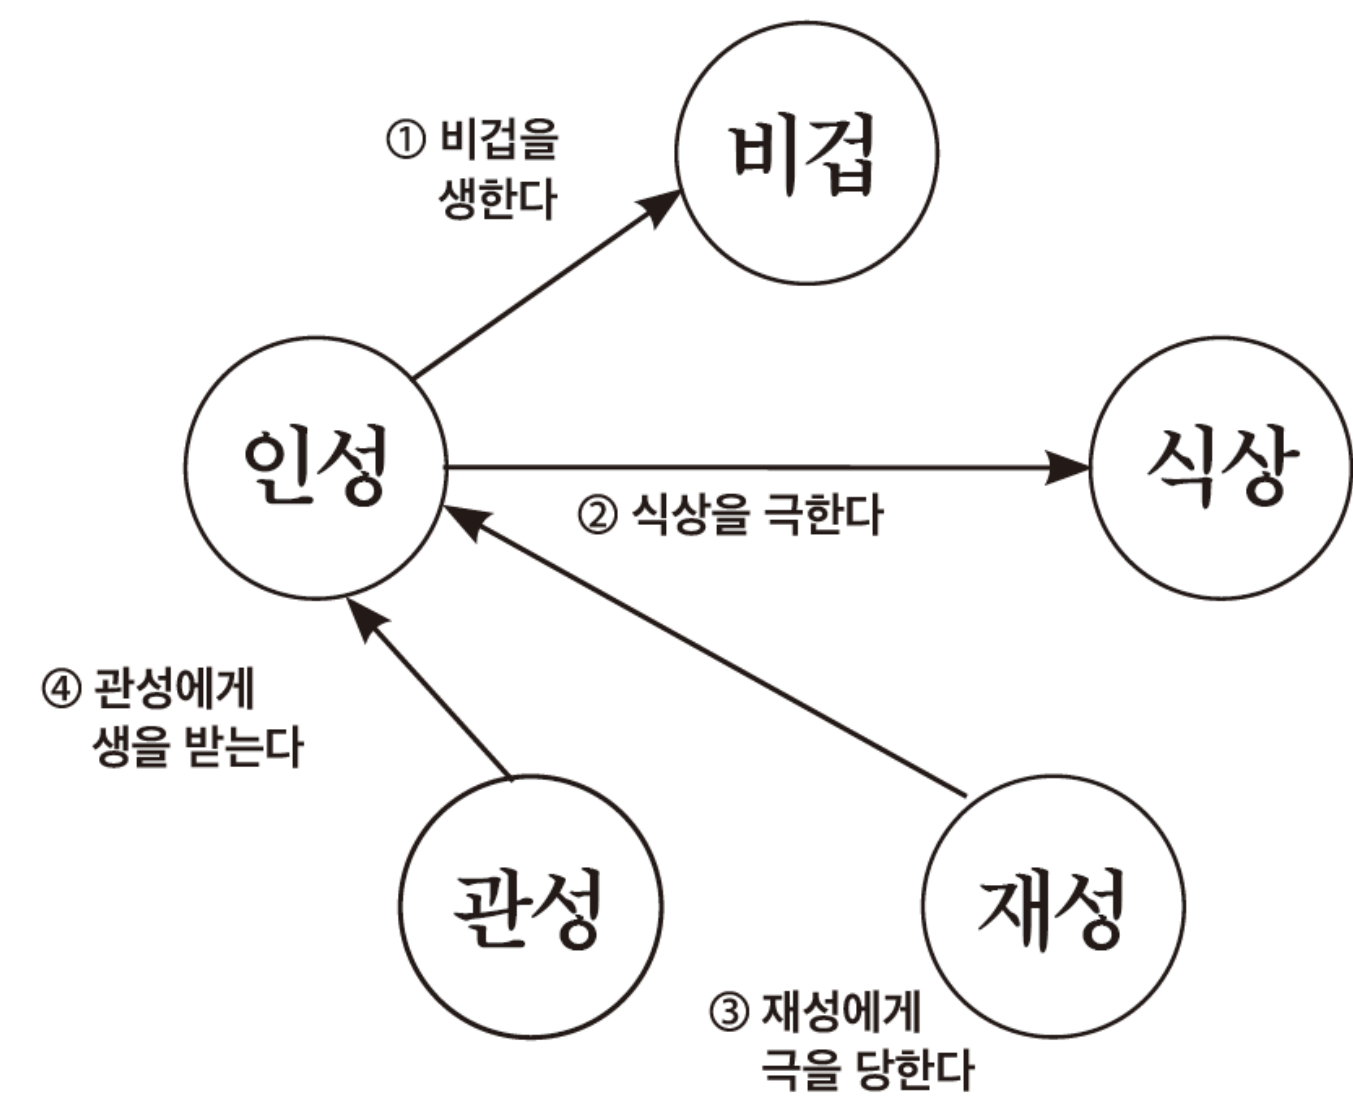 비겁
① 비겁을
생한다
인성
식상
② 식상을 극한다
④ 관성에게
생을 받는다
관성
재성
③ 재성에게
극을 당한다